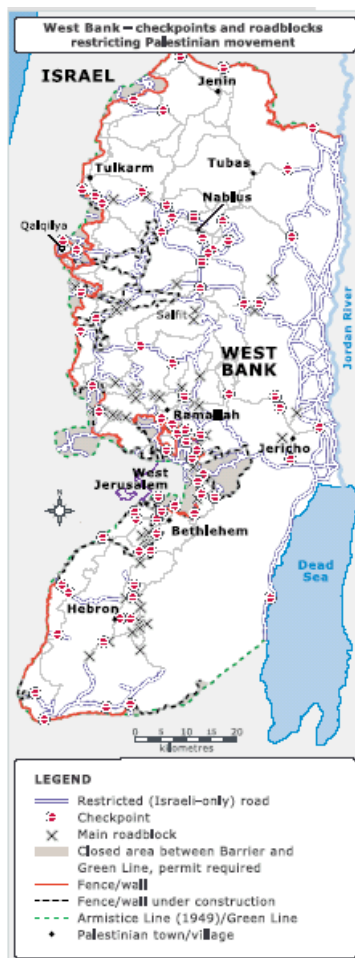 West Bank — checkpoints and roadblocks
restricting Palestinian movement
ISRAEL
Jenin
Tulkarm
Tubas
Nablus
Qalqilya
Salfit
WEST
BANK
Jordan River
Ramallah
Jericho
West
Jerusalem
N
Bethlehem
Dead
Sea
Hebron
0 5 10 15 20
kilometres
LEGEND
Restricted (Israeli-only) road
Checkpoint
Main roadblock
Closed area between Barrier and
Green Line, permit required
Fence/wall
Fence/wall under construction
Armistice Line (1949)/Green Line
Palestinian town/village